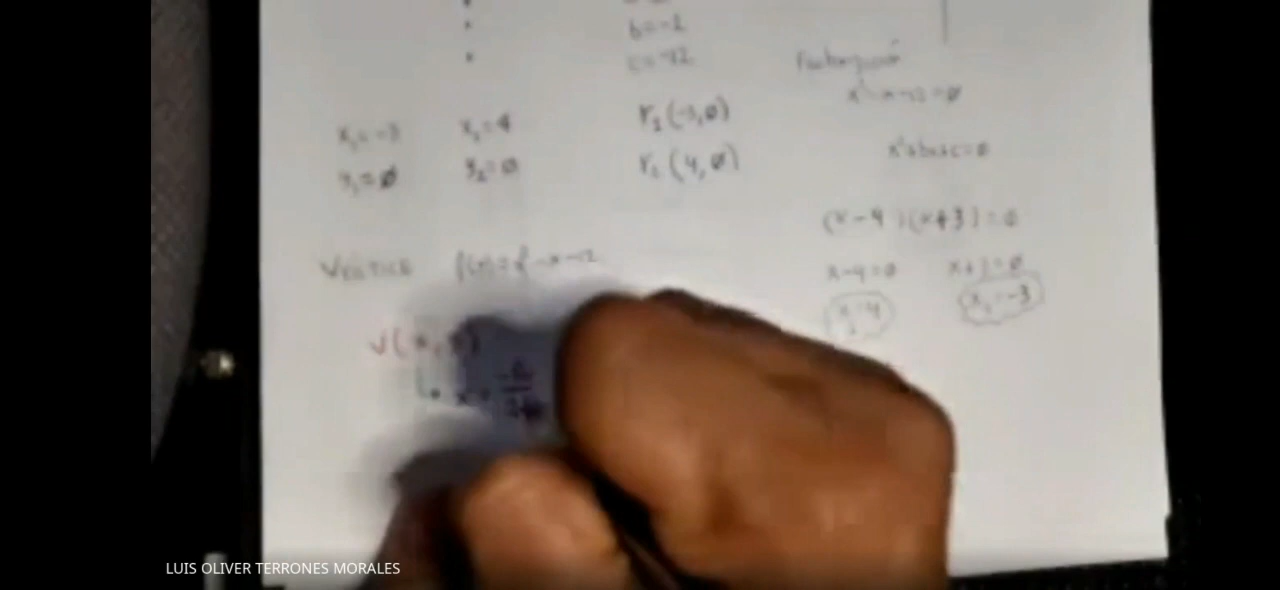 b=-1
c=-12
Factorización
x²-x-12=0
x₁=-3 x₂=4 r₁(-3,0)
y₁=0 y₂=0 r₂(4,0)
x²+bx+c=0
(x-4)(x+3)=0
VÉRTICE f(x)=x²-x-12
x-4=0 x+3=0
x₂=4 x₁=-3
V(x,y)
x=-b/2a
LUIS OLIVER TERRONES MORALES